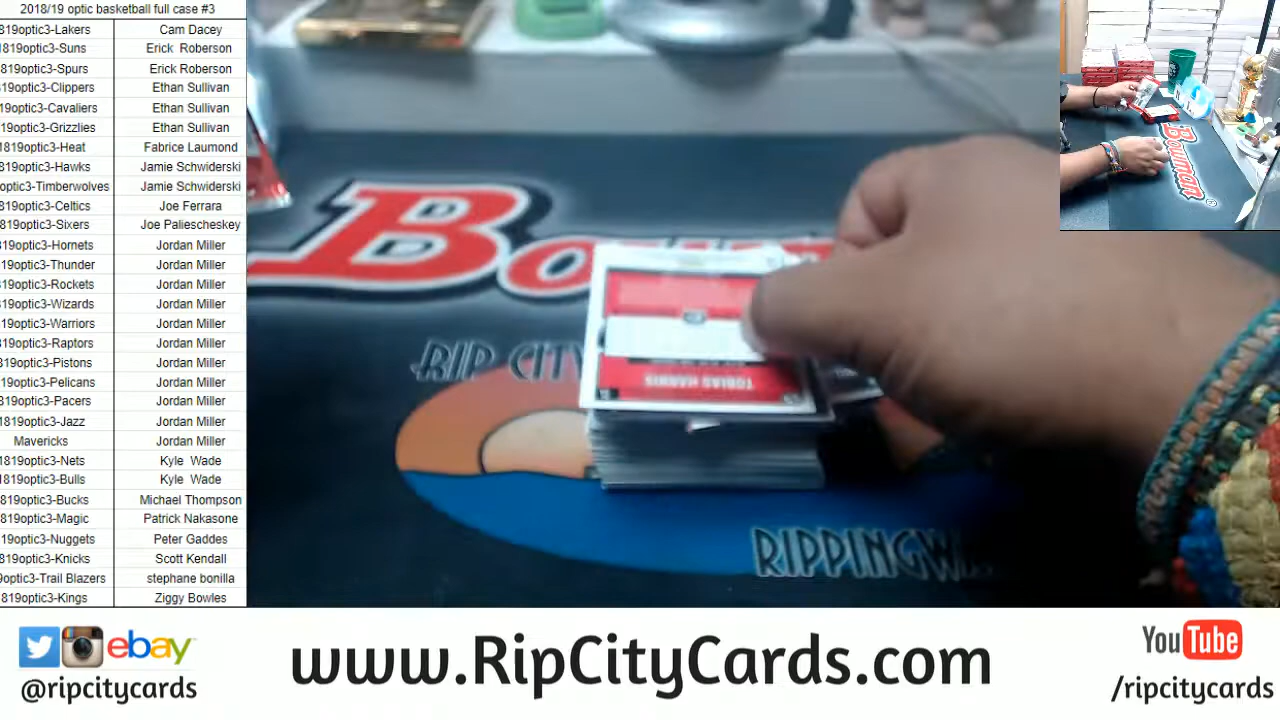 2018/19 optic basketball full case #3
819optic3-Lakers Cam Dacey
819optic3-Suns Erick Roberson
819optic3-Spurs Erick Roberson
819optic3-Clippers Ethan Sullivan
819optic3-Cavaliers Ethan Sullivan
19optic3-Grizzlies Ethan Sullivan
819optic3-Heat Fabrice Laumond
819optic3-Hawks Jamie Schwiderski
optic3-Timberwolves Jamie Schwiderski
819optic3-Celtics Joe Ferrara
819optic3-Sixers Joe Paliescheskey
819optic3-Hornets Jordan Miller
19optic3-Thunder Jordan Miller
19optic3-Rockets Jordan Miller
819optic3-Wizards Jordan Miller
19optic3-Warriors Jordan Miller
19optic3-Raptors Jordan Miller
819optic3-Pistons Jordan Miller
19optic3-Pelicans Jordan Miller
819optic3-Pacers Jordan Miller
1819optic3-Jazz Jordan Miller
Mavericks Jordan Miller
1819optic3-Nets Kyle Wade
1819optic3-Bulls Kyle Wade
819optic3-Bucks Michael Thompson
819optic3-Magic Patrick Nakasone
19optic3-Nuggets Peter Gaddes
819optic3-Knicks Scott Kendall
optic3-Trail Blazers stephane bonilla
819optic3-Kings Ziggy Bowles
Bowman
Bo
RIP CITY
TOBIAS HARRIS
RIPPINGW
ebay
@ripcitycards
www.RipCityCards.com
YouTube
/ripcitycards